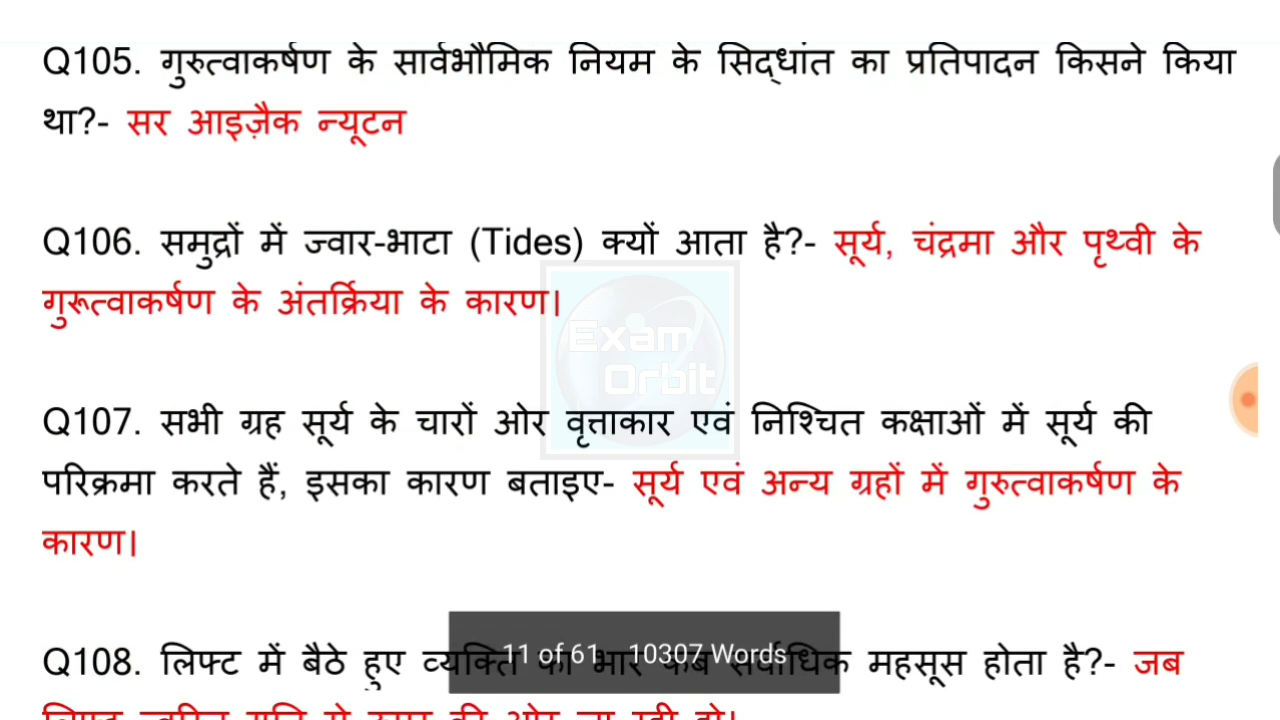 Q105. गुरुत्वाकर्षण के सार्वभौमिक नियम के सिद्धांत का प्रतिपादन किसने किया
था?- सर आइज़ैक न्यूटन
Q106. समुद्रों में ज्वार-भाटा (Tides) क्यों आता है?- सूर्य, चंद्रमा और पृथ्वी के
गुरूत्वाकर्षण के अंतर्क्रिया के कारण।
Exam
Orbit
Q107. सभी ग्रह सूर्य के चारों ओर वृत्ताकार एवं निश्चित कक्षाओं में सूर्य की
परिक्रमा करते हैं, इसका कारण बताइए- सूर्य एवं अन्य ग्रहों में गुरुत्वाकर्षण के
कारण।
Q108. लिफ्ट में बैठे हुए व्यक्ति का भार कब सर्वाधिक महसूस होता है?- जब
11 of 61 10307 Words